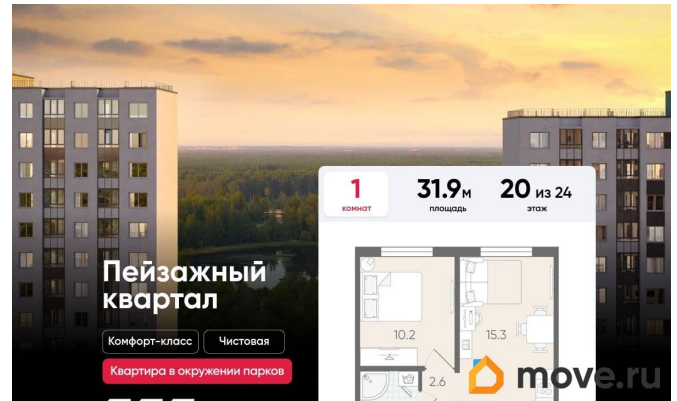 1
комнат
31.9 м
площадь
20 из 24
этаж
Пейзажный
квартал
Комфорт-класс
Чистовая
Квартира в окружении парков
10.2
15.3
2.6
move.ru